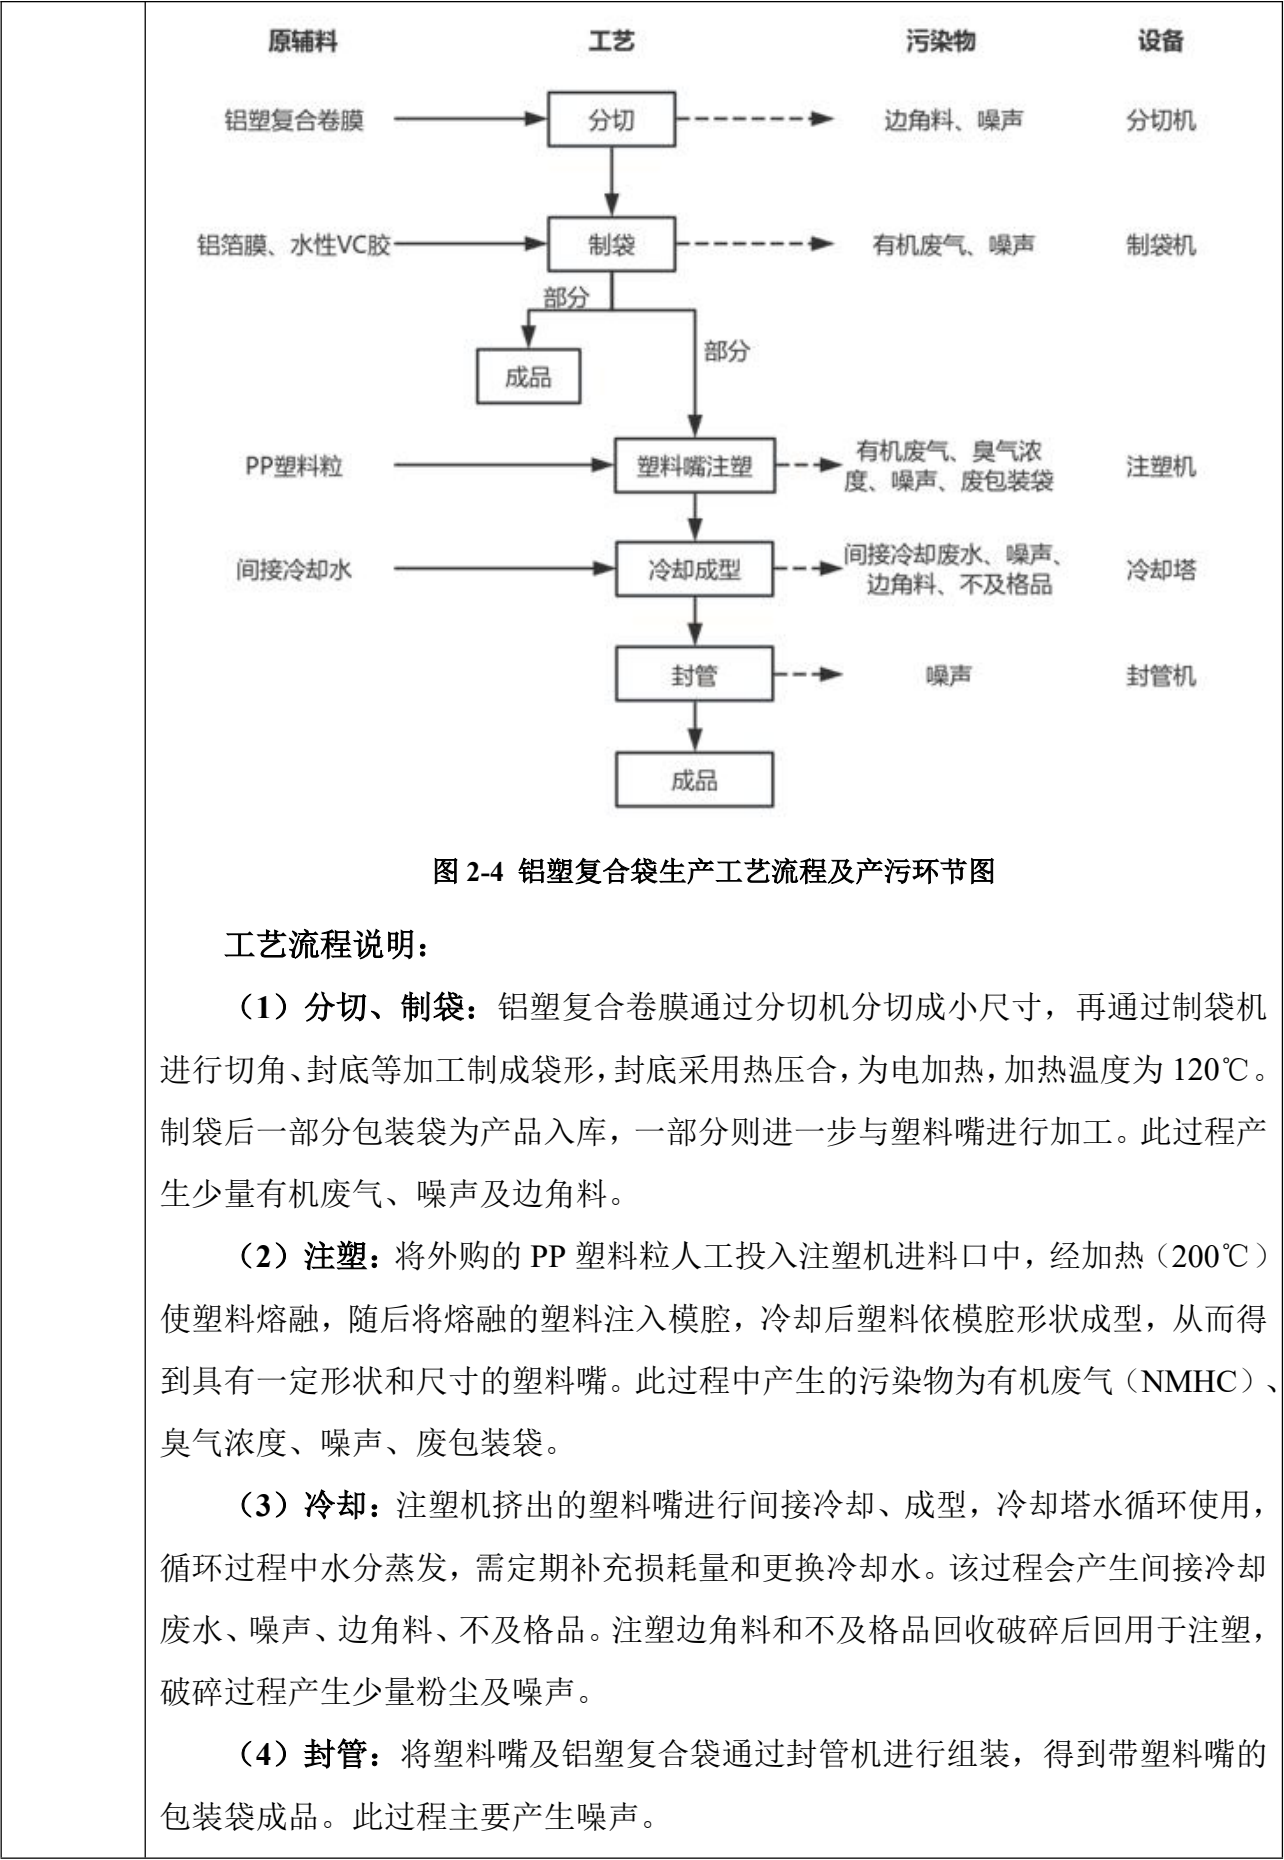 原辅料 工艺 污染物 设备
铝塑复合卷膜 分切 边角料、噪声 分切机
铝箔膜、水性VC胶 制袋 有机废气、噪声 制袋机
部分
部分
成品
PP塑料粒 塑料嘴注塑 有机废气、臭气浓
度、噪声、废包装袋 注塑机
间接冷却水 冷却成型 间接冷却废水、噪声、
边角料、不及格品 冷却塔
封管 噪声 封管机
成品
图 2-4 铝塑复合袋生产工艺流程及产污环节图
工艺流程说明：
（1）分切、制袋：铝塑复合卷膜通过分切机分切成小尺寸，再通过制袋机
进行切角、封底等加工制成袋形，封底采用热压合，为电加热，加热温度为 120℃。
制袋后一部分包装袋为产品入库，一部分则进一步与塑料嘴进行加工。此过程产
生少量有机废气、噪声及边角料。
（2）注塑：将外购的 PP 塑料粒人工投入注塑机进料口中，经加热（200℃）
使塑料熔融，随后将熔融的塑料注入模腔，冷却后塑料依模腔形状成型，从而得
到具有一定形状和尺寸的塑料嘴。此过程中产生的污染物为有机废气（NMHC）、
臭气浓度、噪声、废包装袋。
（3）冷却：注塑机挤出的塑料嘴进行间接冷却、成型，冷却塔水循环使用，
循环过程中水分蒸发，需定期补充损耗量和更换冷却水。该过程会产生间接冷却
废水、噪声、边角料、不及格品。注塑边角料和不及格品回收破碎后回用于注塑，
破碎过程产生少量粉尘及噪声。
（4）封管：将塑料嘴及铝塑复合袋通过封管机进行组装，得到带塑料嘴的
包装袋成品。此过程主要产生噪声。